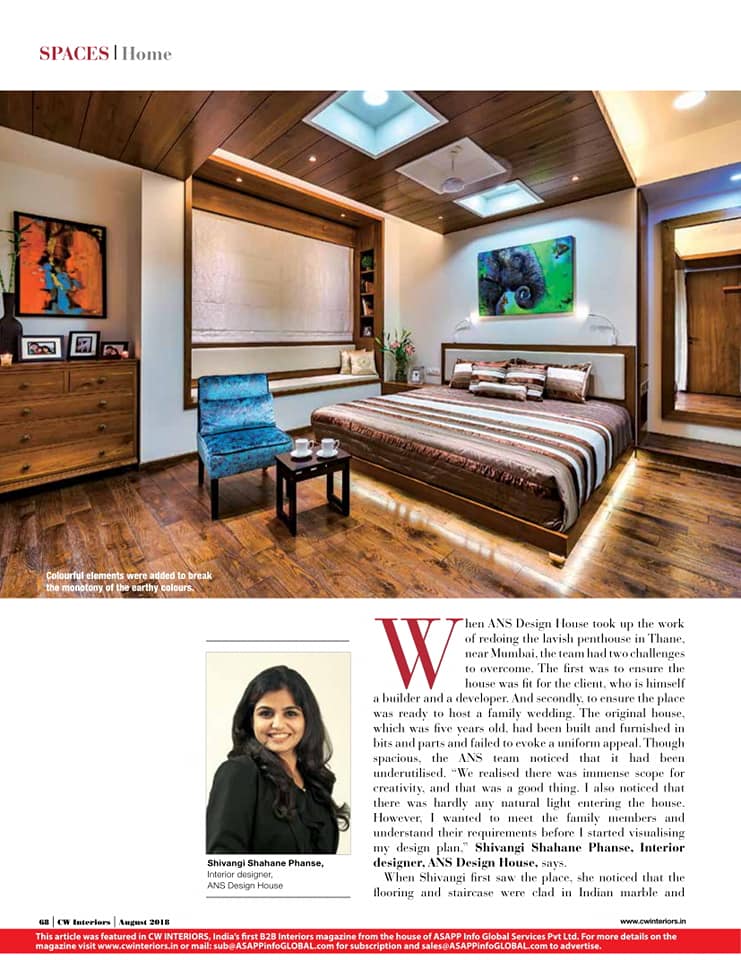 SPACES | Home
Colourful elements were added to break
the monotony of the earthy colours.
When ANS Design House took up the work
of redoing the lavish penthouse in Thane,
near Mumbai, the team had two challenges
to overcome. The first was to ensure the
house was fit for the client, who is himself
a builder and a developer. And secondly, to ensure the place
was ready to host a family wedding. The original house,
which was five years old, had been built and furnished in
bits and parts and failed to evoke a uniform appeal. Though
spacious, the ANS team noticed that it had been
underutilised. “We realised there was immense scope for
creativity, and that was a good thing. I also noticed that
there was hardly any natural light entering the house.
However, I wanted to meet the family members and
understand their requirements before I started visualising
my design plan,” Shivangi Shahane Phanse, Interior
designer, ANS Design House, says.
When Shivangi first saw the place, she noticed that the
flooring and staircase were clad in Indian marble and
Shivangi Shahane Phanse,
Interior designer,
ANS Design House
68 | CW Interiors | August 2018
www.cwinteriors.in
This article was featured in CW INTERIORS, India's first B2B Interiors magazine from the house of ASAPP Info Global Services Pvt Ltd. For more details on the
magazine visit www.cwinteriors.in or mail: sub@ASAPPinfoGLOBAL.com for subscription and sales@ASAPPinfoGLOBAL.com to advertise.